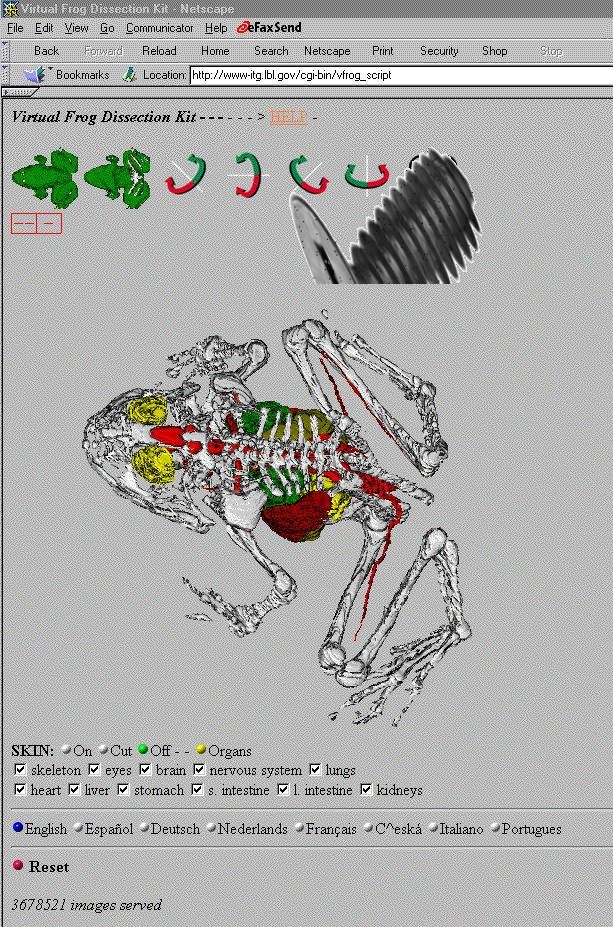 Virtual Frog Dissection Kit - Netscape
File Edit View Go Communicator Help eFaxSend
Back Forward Reload Home Search Netscape Print Security Shop Stop
Bookmarks Location: http://www-itg.lbl.gov/cgi-bin/vfrog_script
Virtual Frog Dissection Kit - - - - - - > HELP -
SKIN: On Cut Off - - Organs
skeleton eyes brain nervous system lungs
heart liver stomach s. intestine l. intestine kidneys
English Español Deutsch Nederlands Français C^eská Italiano Portugues
Reset
3678521 images served